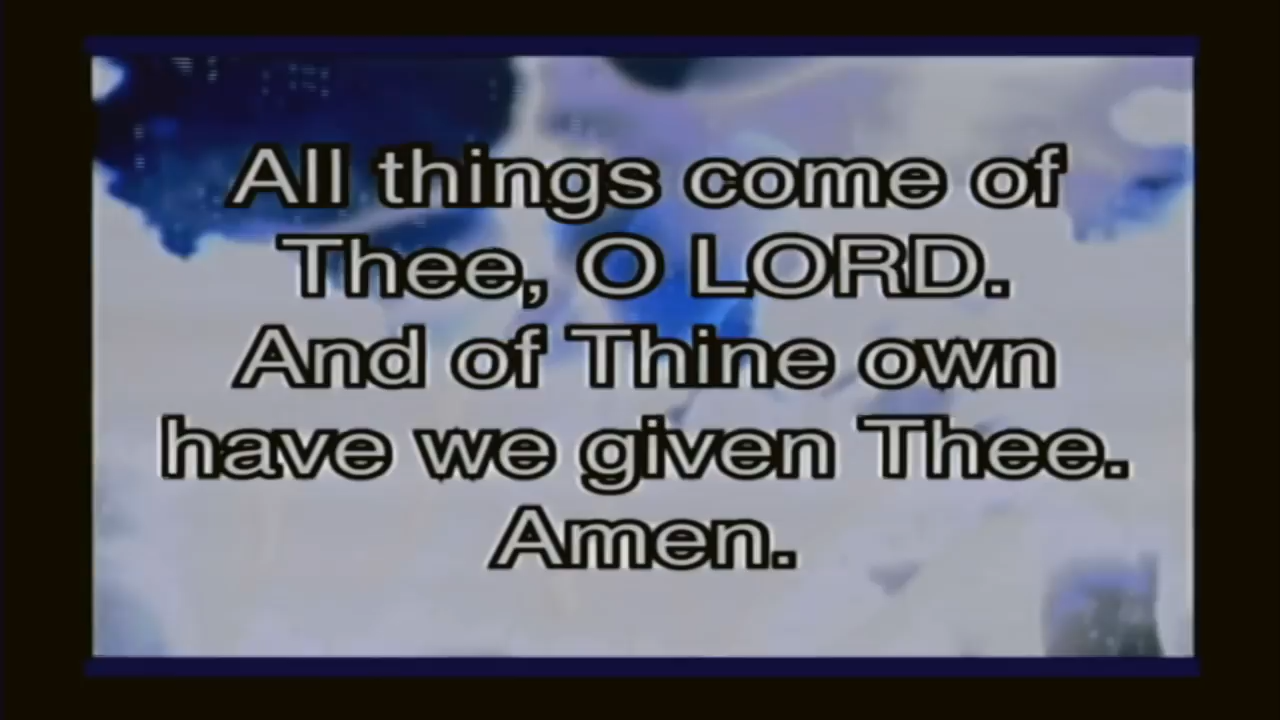 All things come of
Thee, O LORD.
And of Thine own
have we given Thee.
Amen.